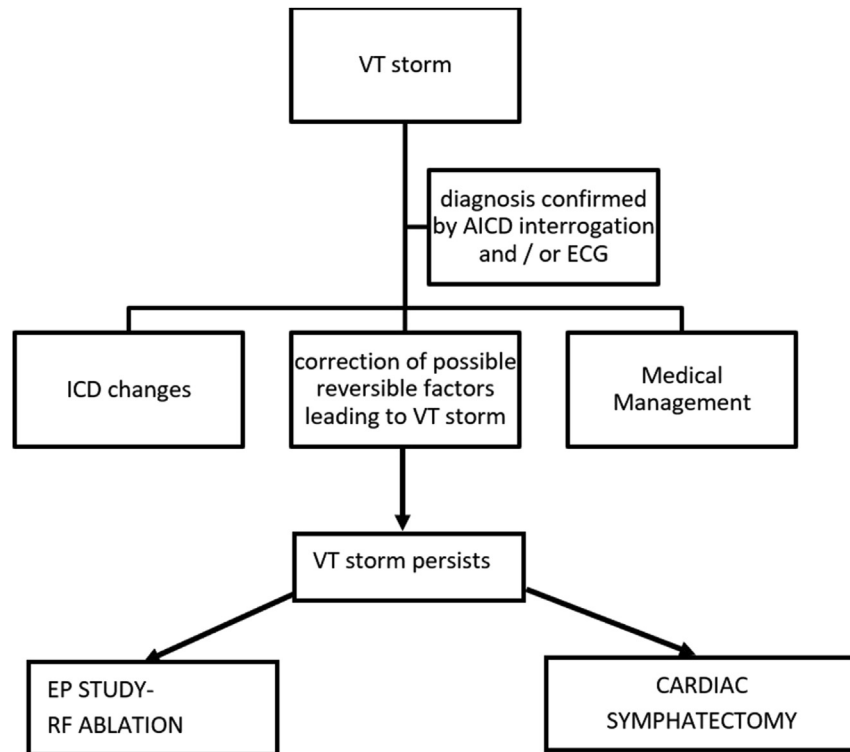 VT storm
diagnosis confirmed
by AICD interrogation
and / or ECG
ICD changes
correction of possible
reversible factors
leading to VT storm
Medical
Management
VT storm persists
EP STUDY-
RF ABLATION
CARDIAC
SYMPHATECTOMY